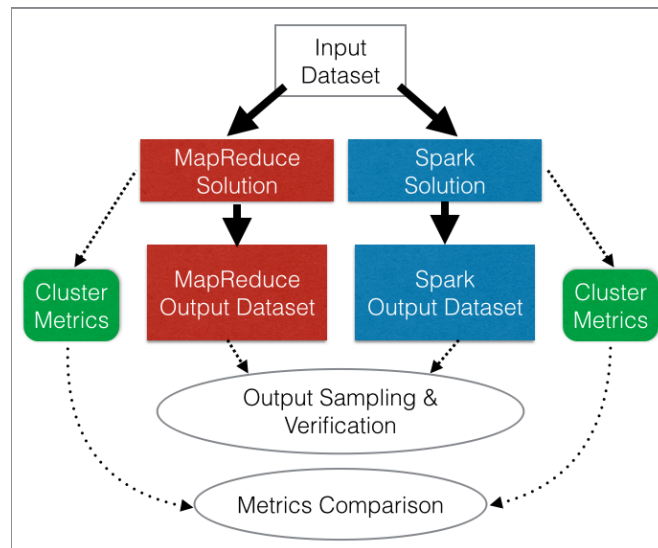 Input
Dataset
MapReduce
Solution
Spark
Solution
Cluster
Metrics
MapReduce
Output Dataset
Spark
Output Dataset
Cluster
Metrics
Output Sampling &
Verification
Metrics Comparison